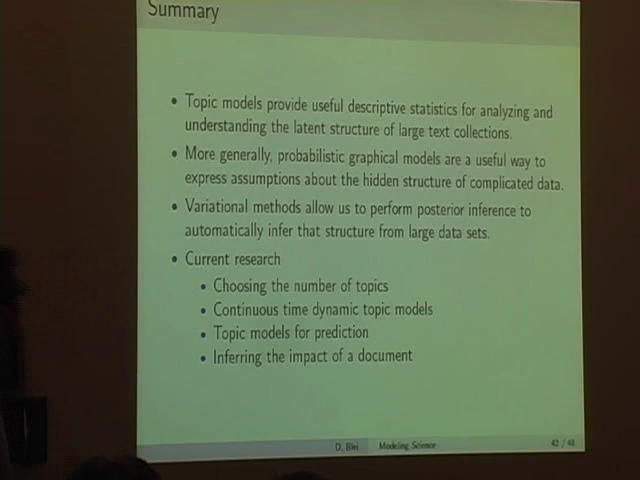 Summary
• Topic models provide useful descriptive statistics for analyzing and
understanding the latent structure of large text collections.
• More generally, probabilistic graphical models are a useful way to
express assumptions about the hidden structure of complicated data.
• Variational methods allow us to perform posterior inference to
automatically infer that structure from large data sets.
• Current research
• Choosing the number of topics
• Continuous time dynamic topic models
• Topic models for prediction
• Inferring the impact of a document
D. Blei Modeling Science 42 / 48